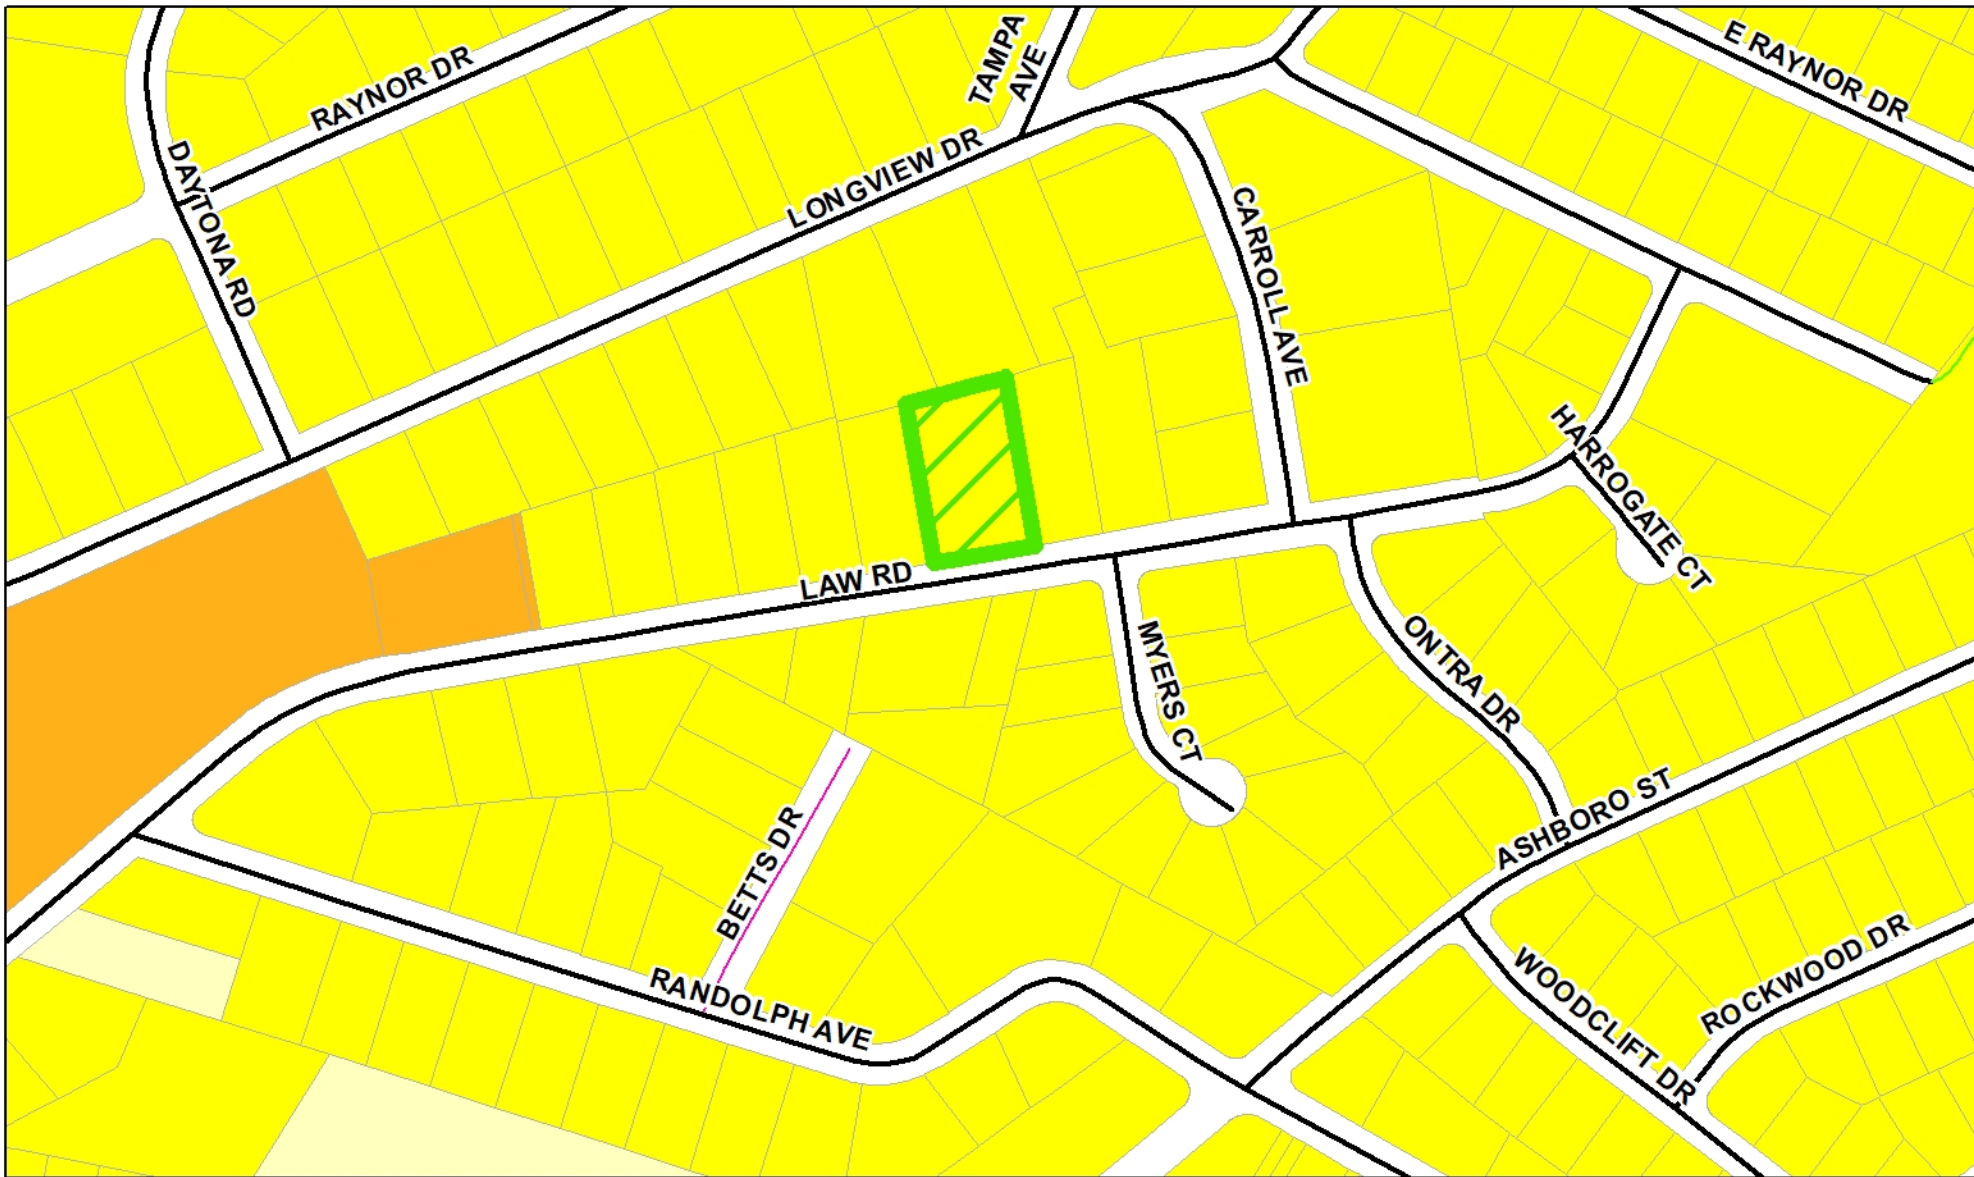 TAMPA
AVE
E RAYNOR DR
RAYNOR DR
LONGVIEW DR
DAYTONA RD
CARROLL AVE
HARROGATE CT
LAW RD
MYERS CT
ONTRA DR
ASHBORO ST
BETTS DR
RANDOLPH AVE
WOODCLIFT DR
ROCKWOOD DR